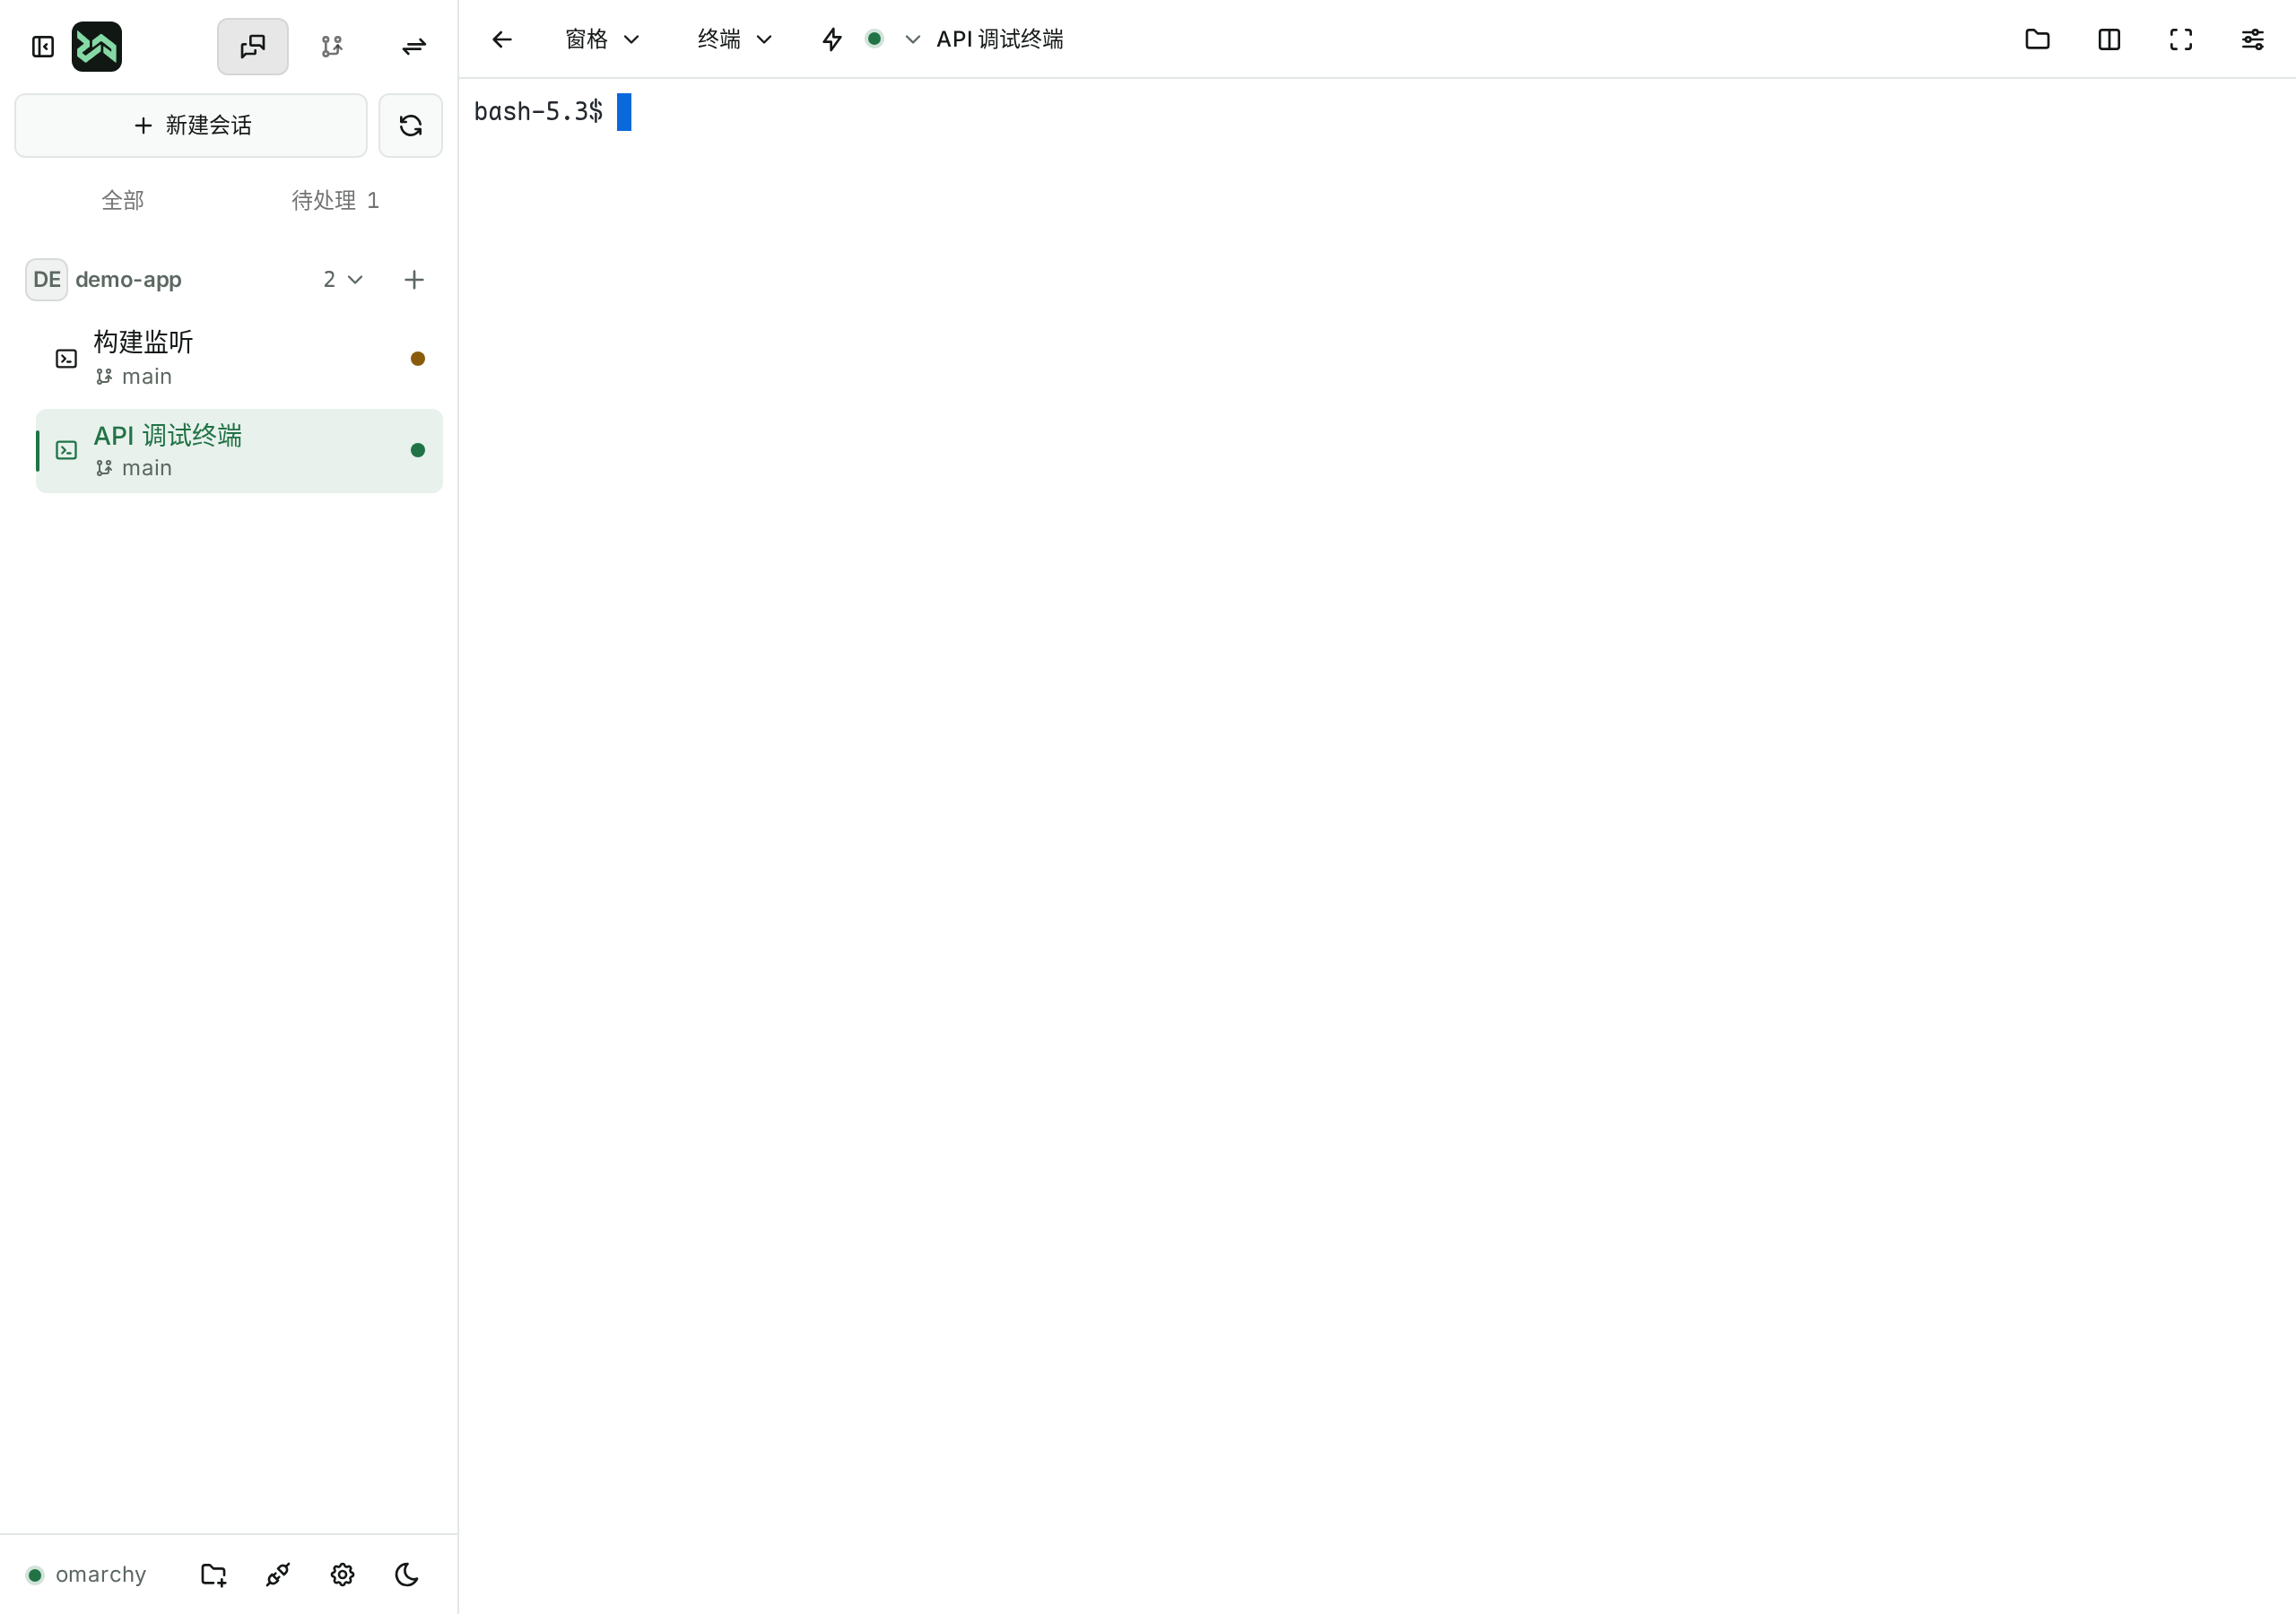 新建会话
全部
待处理 1
DE demo-app 2
构建监听
main
API 调试终端
main
omarchy
窗格
终端
API 调试终端
bash-5.3$